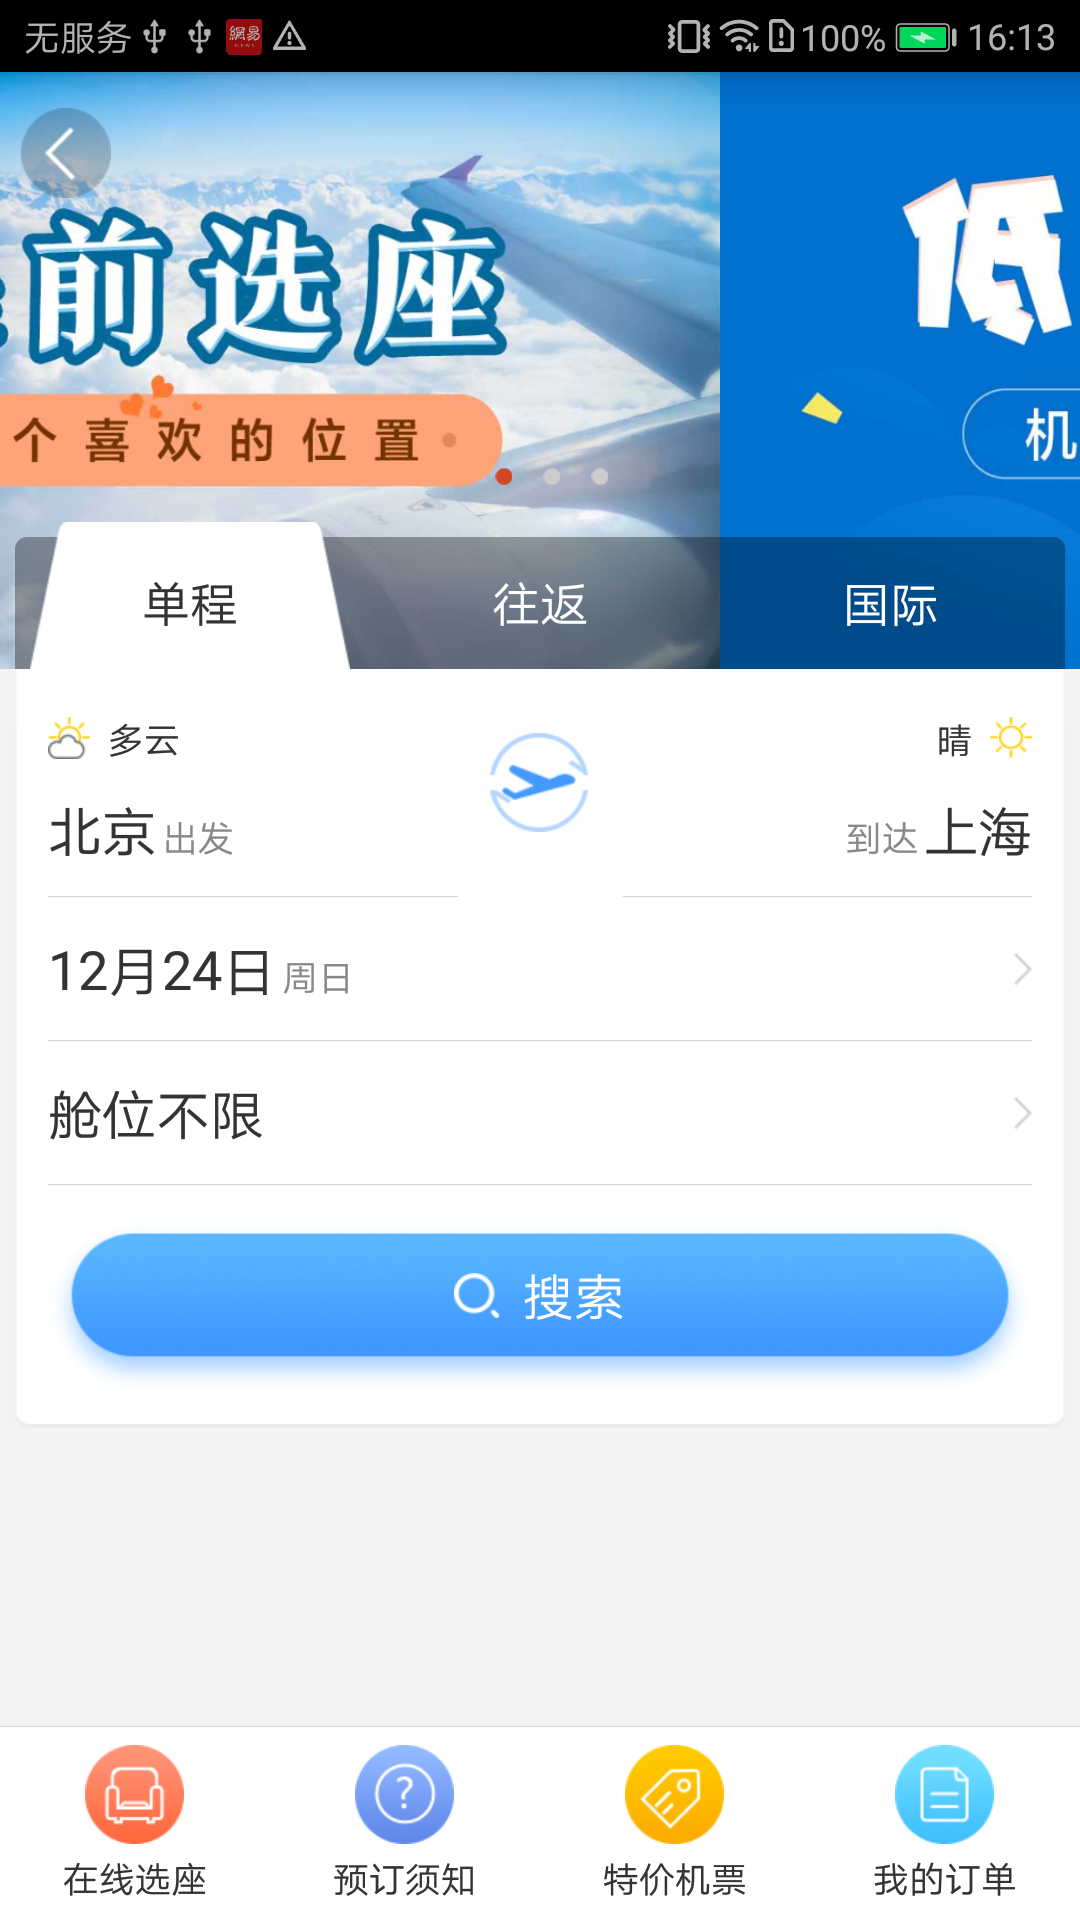 无服务 網易 NEWS 100% 16:13
前选座
个喜欢的位置
低
机
单程 往返 国际
多云 晴
北京 出发 到达 上海
12月24日 周日
舱位不限
搜索
在线选座 预订须知 特价机票 我的订单